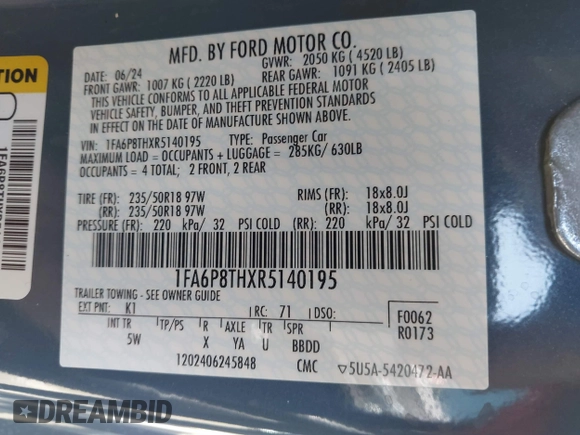 MFD. BY FORD MOTOR CO.
DATE: 06/24 GVWR: 2050 KG ( 4520 LB)
FRONT GAWR: 1007 KG ( 2220 LB) REAR GAWR: 1091 KG ( 2405 LB)
THIS VEHICLE CONFORMS TO ALL APPLICABLE FEDERAL MOTOR
VEHICLE SAFETY, BUMPER, AND THEFT PREVENTION STANDARDS
IN EFFECT ON THE DATE OF MANUFACTURE SHOWN ABOVE.
VIN: 1FA6P8THXR5140195 TYPE: Passenger Car
MAXIMUM LOAD = OCCUPANTS + LUGGAGE = 285KG/ 630LB
OCCUPANTS = 4 TOTAL; 2 FRONT, 2 REAR
TIRE (FR): 235/50R18 97W RIMS (FR): 18x8.0J
(RR): 235/50R18 97W (RR): 18x8.0J
PRESSURE (FR): 220 kPa/ 32 PSI COLD (RR): 220 kPa/ 32 PSI COLD
1FA6P8THXR5140195
TRAILER TOWING - SEE OWNER GUIDE
EXT PNT: K1 RC: 71 DSO: F0062
R0173
INT TR TP/PS R AXLE TR SPR
5W X YA U BBDD
1202406245848 CMC ▽5U5A-5420472-AA
TION
DREAMBID